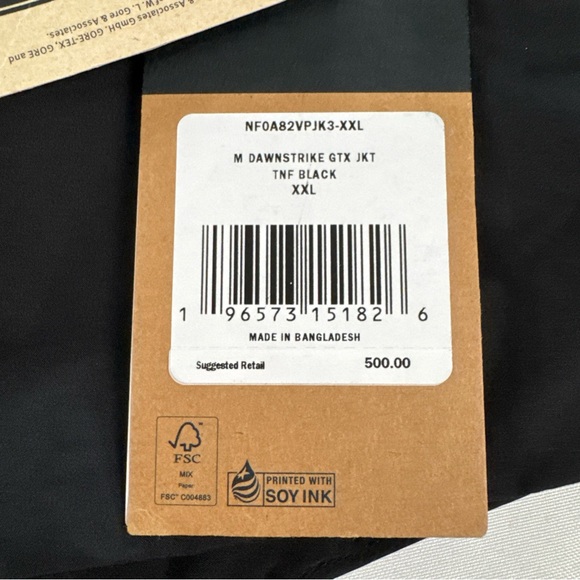 & Associates GmbH. GORE-TEX, GORE and
W. L. Gore & Associates.
NF0A82VPJK3-XXL
M DAWNSTRIKE GTX JKT
TNF BLACK
XXL
1 96573 15182 6
MADE IN BANGLADESH
Suggested Retail 500.00
FSC
MIX
Paper
FSC™ C004883
PRINTED WITH
SOY INK